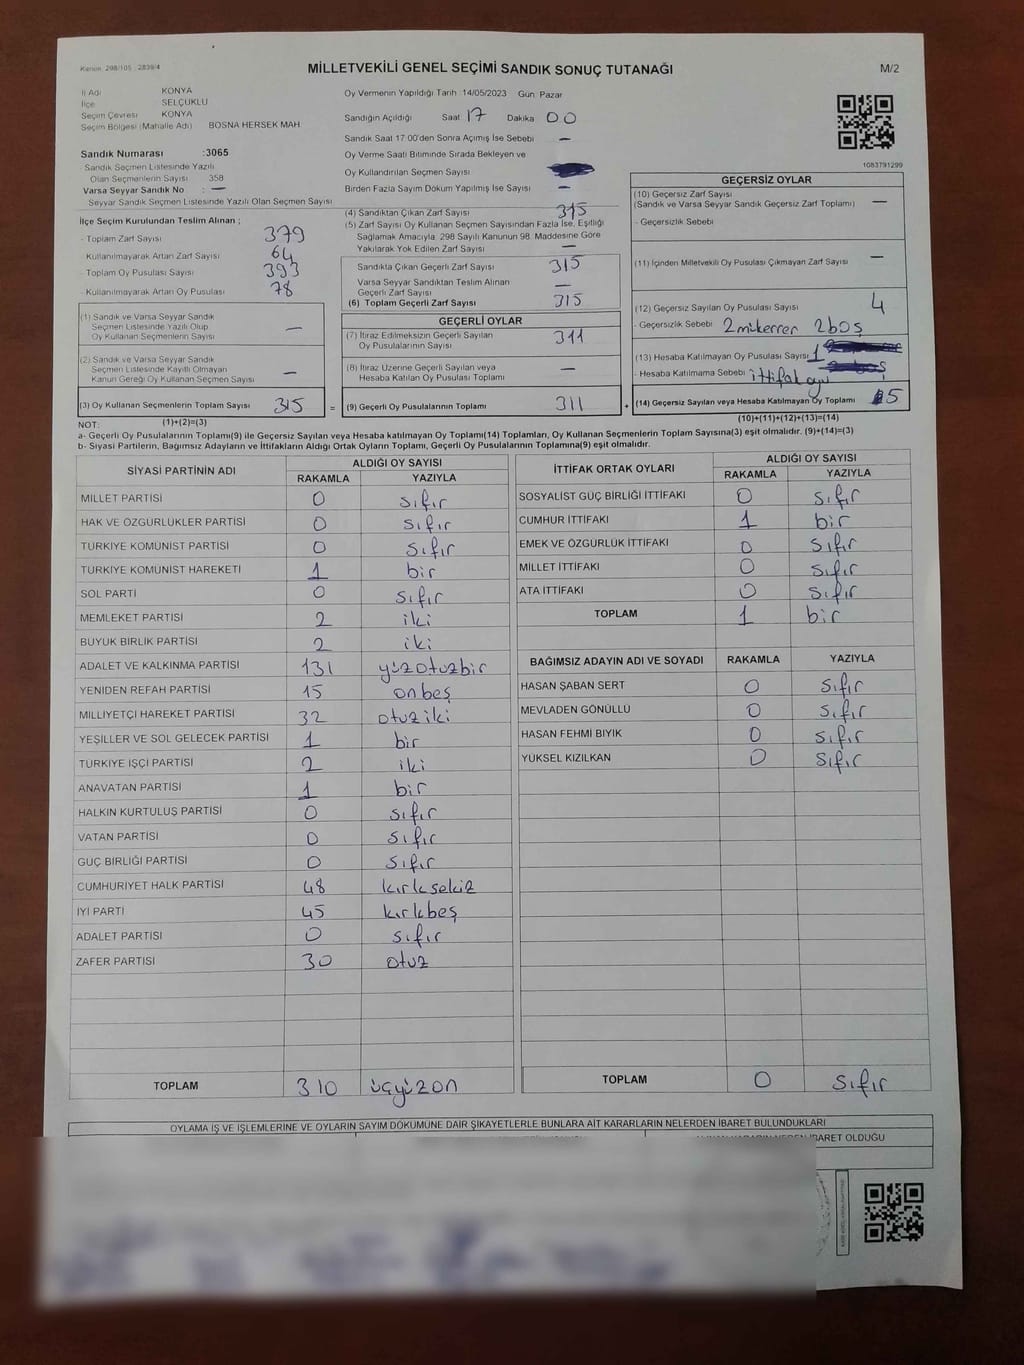 Kanun 298/105 2839/4
MİLLETVEKİLİ GENEL SEÇİMİ SANDIK SONUÇ TUTANAĞI
M/2
İl Adı KONYA
İlçe SELÇUKLU
Seçim Çevresi KONYA
Seçim Bölgesi (Mahalle Adı) BOSNA HERSEK MAH
Sandık Numarası :3065
- Sandık Seçmen Listesinde Yazılı
Olan Seçmenlerin Sayısı 358
Varsa Seyyar Sandık No : —
Seyyar Sandık Seçmen Listesinde Yazılı Olan Seçmen Sayısı
Oy Vermenin Yapıldığı Tarih :14/05/2023 Gün: Pazar
Sandığın Açıldığı Saat 17 Dakika 00
Sandık Saat 17:00'den Sonra Açımış İse Sebebi —
Oy Verme Saati Bitiminde Sırada Bekleyen ve
Oy Kullandırılan Seçmen Sayısı
Birden Fazla Sayım Döküm Yapılmış İse Sayısı —
1083791299
İlçe Seçim Kurulundan Teslim Alınan ;
- Toplam Zarf Sayısı 379
- Kullanılmayarak Artan Zarf Sayısı 64
- Toplam Oy Pusulası Sayısı 393
- Kullanılmayarak Artan Oy Pusulası 78
(4) Sandıktan Çıkan Zarf Sayısı 315
(5) Zarf Sayısı Oy Kullanan Seçmen Sayısından Fazla İse, Eşitliği
Sağlamak Amacıyla, 298 Sayılı Kanunun 98. Maddesine Göre
Yakılarak Yok Edilen Zarf Sayısı —
Sandıkta Çıkan Geçerli Zarf Sayısı 315
Varsa Seyyar Sandıktan Teslim Alınan
Geçerli Zarf Sayısı —
(6) Toplam Geçerli Zarf Sayısı 315
GEÇERSİZ OYLAR
(10) Geçersiz Zarf Sayısı
(Sandık ve Varsa Seyyar Sandık Geçersiz Zarf Toplamı) —
- Geçersizlik Sebebi
(11) İçinden Milletvekili Oy Pusulası Çıkmayan Zarf Sayısı —
(12) Geçersiz Sayılan Oy Pusulası Sayısı 4
- Geçersizlik Sebebi 2 mükerrer 2 boş
(13) Hesaba Katılmayan Oy Pusulası Sayısı 1
- Hesaba Katılmama Sebebi ittifak oyu
(14) Geçersiz Sayılan veya Hesaba Katılmayan Oy Toplamı 5
(10)+(11)+(12)+(13)=(14)
(1) Sandık ve Varsa Seyyar Sandık
Seçmen Listesinde Yazılı Olup
Oy Kullanan Seçmenlerin Sayısı —
(2) Sandık ve Varsa Seyyar Sandık
Seçmen Listesinde Kayıtlı Olmayan
Kanun Gereği Oy Kullanan Seçmen Sayısı —
(3) Oy Kullanan Seçmenlerin Toplam Sayısı 315 =
GEÇERLİ OYLAR
(7) İtiraz Edilmeksizin Geçerli Sayılan
Oy Pusulalarının Sayısı 311
(8) İtiraz Üzerine Geçerli Sayılan veya
Hesaba Katılan Oy Pusulası Toplamı —
(9) Geçerli Oy Pusulalarının Toplamı 311 +
NOT: (1)+(2)=(3)
a- Geçerli Oy Pusulalarının Toplamı(9) ile Geçersiz Sayılan veya Hesaba katılmayan Oy Toplamı(14) Toplamları, Oy Kullanan Seçmenlerin Toplam Sayısına(3) eşit olmalıdır. (9)+(14)=(3)
b- Siyasi Partilerin, Bağımsız Adayların ve İttifakların Aldığı Ortak Oyların Toplamı, Geçerli Oy Pusulalarının Toplamına(9) eşit olmalıdır.
SİYASİ PARTİNİN ADI ALDIĞI OY SAYISI
RAKAMLA YAZIYLA
MİLLET PARTİSİ 0 sıfır
HAK VE ÖZGÜRLÜKLER PARTİSİ 0 sıfır
TÜRKİYE KOMÜNİST PARTİSİ 0 sıfır
TÜRKİYE KOMÜNİST HAREKETİ 1 bir
SOL PARTİ 0 sıfır
MEMLEKET PARTİSİ 2 iki
BÜYÜK BİRLİK PARTİSİ 2 iki
ADALET VE KALKINMA PARTİSİ 131 yüzotuzbir
YENİDEN REFAH PARTİSİ 15 onbeş
MİLLİYETÇİ HAREKET PARTİSİ 32 otuziki
YEŞİLLER VE SOL GELECEK PARTİSİ 1 bir
TÜRKİYE İŞÇİ PARTİSİ 2 iki
ANAVATAN PARTİSİ 1 bir
HALKIN KURTULUŞ PARTİSİ 0 sıfır
VATAN PARTİSİ 0 sıfır
GÜÇ BİRLİĞİ PARTİSİ 0 sıfır
CUMHURİYET HALK PARTİSİ 48 kırksekiz
İYİ PARTİ 45 kırkbeş
ADALET PARTİSİ 0 sıfır
ZAFER PARTİSİ 30 otuz
TOPLAM 310 üçyüzon
İTTİFAK ORTAK OYLARI ALDIĞI OY SAYISI
RAKAMLA YAZIYLA
SOSYALİST GÜÇ BİRLİĞİ İTTİFAKI 0 sıfır
CUMHUR İTTİFAKI 1 bir
EMEK VE ÖZGÜRLÜK İTTİFAKI 0 sıfır
MİLLET İTTİFAKI 0 sıfır
ATA İTTİFAKI 0 sıfır
TOPLAM 1 bir
BAĞIMSIZ ADAYIN ADI VE SOYADI RAKAMLA YAZIYLA
HASAN ŞABAN SERT 0 sıfır
MEVLADEN GÖNÜLLÜ 0 sıfır
HASAN FEHMİ BIYIK 0 sıfır
YÜKSEL KIZILKAN 0 sıfır
TOPLAM 0 sıfır
OYLAMA İŞ VE İŞLEMLERİNE VE OYLARIN SAYIM DÖKÜMÜNE DAİR ŞİKAYETLERLE BUNLARA AİT KARARLARIN NELERDEN İBARET BULUNDUKLARI
İBARET OLDUĞU